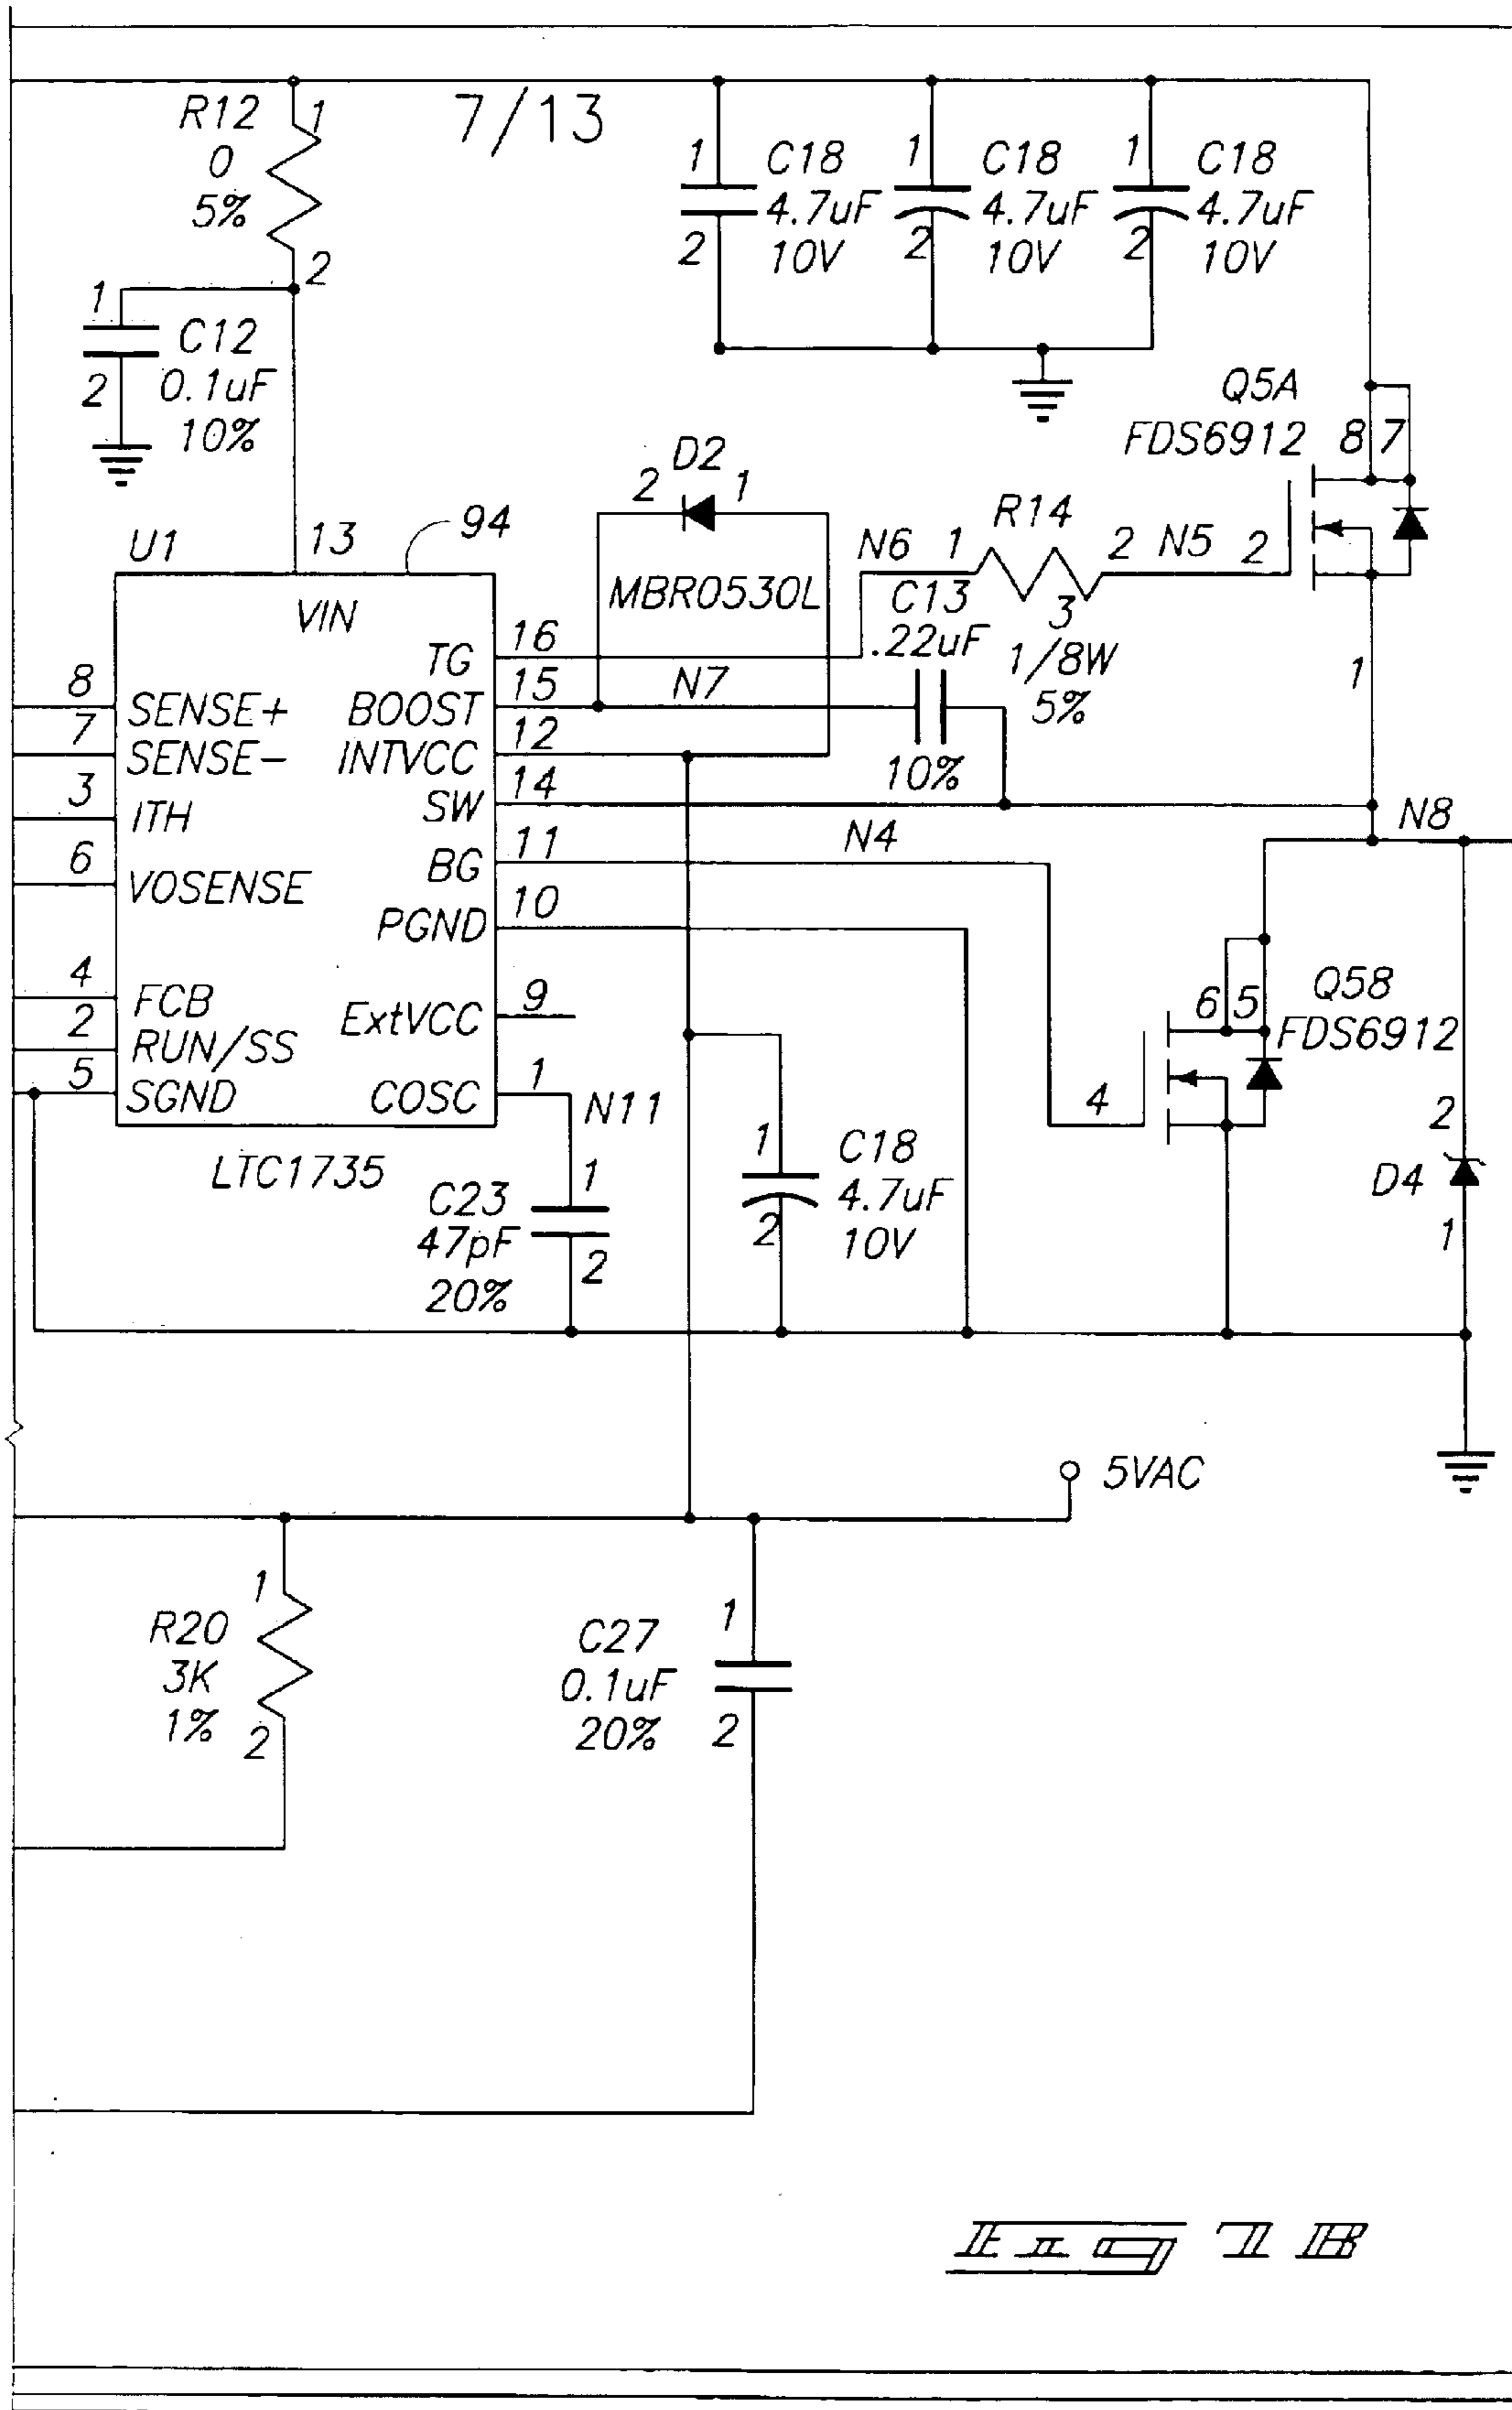 7/13
R12
0
5%
1
2
1
C18
4.7uF
10V
2
1
C18
4.7uF
10V
2
1
C18
4.7uF
10V
2
1
C12
0.1uF
10%
2
Q5A
FDS6912
8
7
2
1
D2
2
1
MBR0530L
N6
1
R14
2
3
1/8W
5%
N5
C13
.22uF
10%
U1
13
94
VIN
8
SENSE+
7
SENSE-
3
ITH
6
VOSENSE
4
FCB
2
RUN/SS
5
SGND
TG
16
BOOST
15
N7
INTVCC
12
SW
14
BG
11
N4
PGND
10
ExtVCC
9
COSC
1
N11
LTC1735
N8
6
5
Q58
FDS6912
4
2
D4
1
1
C23
47pF
20%
2
1
C18
4.7uF
10V
2
5VAC
1
R20
3K
1%
2
1
C27
0.1uF
20%
2
Fig 7B